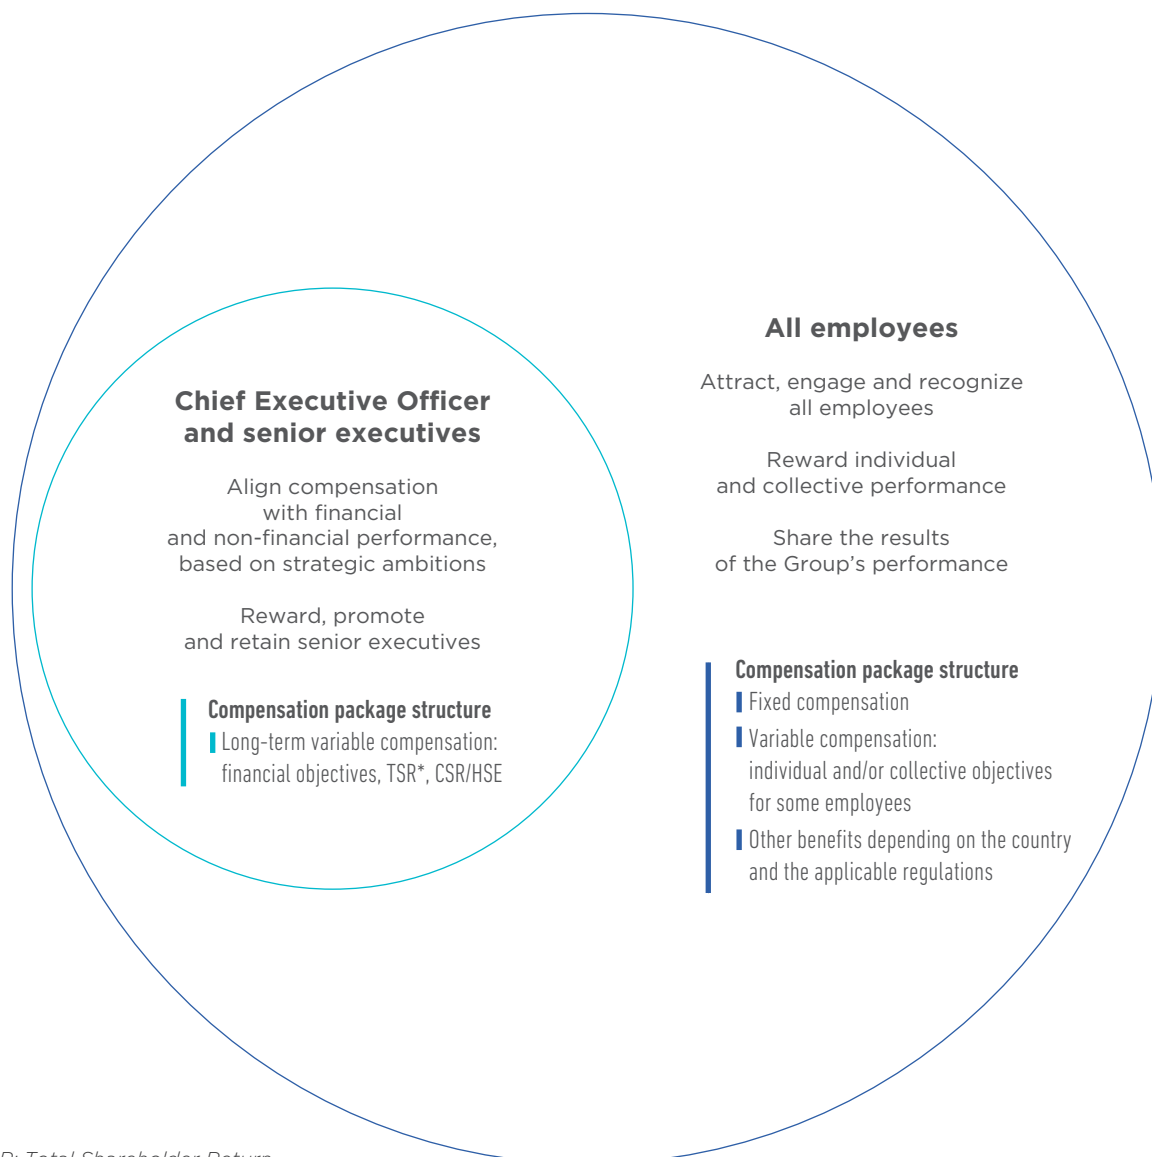 Chief Executive Officer
and senior executives
Align compensation
with financial
and non-financial performance,
based on strategic ambitions
Reward, promote
and retain senior executives
Compensation package structure
Long-term variable compensation:
financial objectives, TSR*, CSR/HSE
All employees
Attract, engage and recognize
all employees
Reward individual
and collective performance
Share the results
of the Group’s performance
Compensation package structure
Fixed compensation
Variable compensation:
individual and/or collective objectives
for some employees
Other benefits depending on the country
and the applicable regulations
Total Shareholder Return